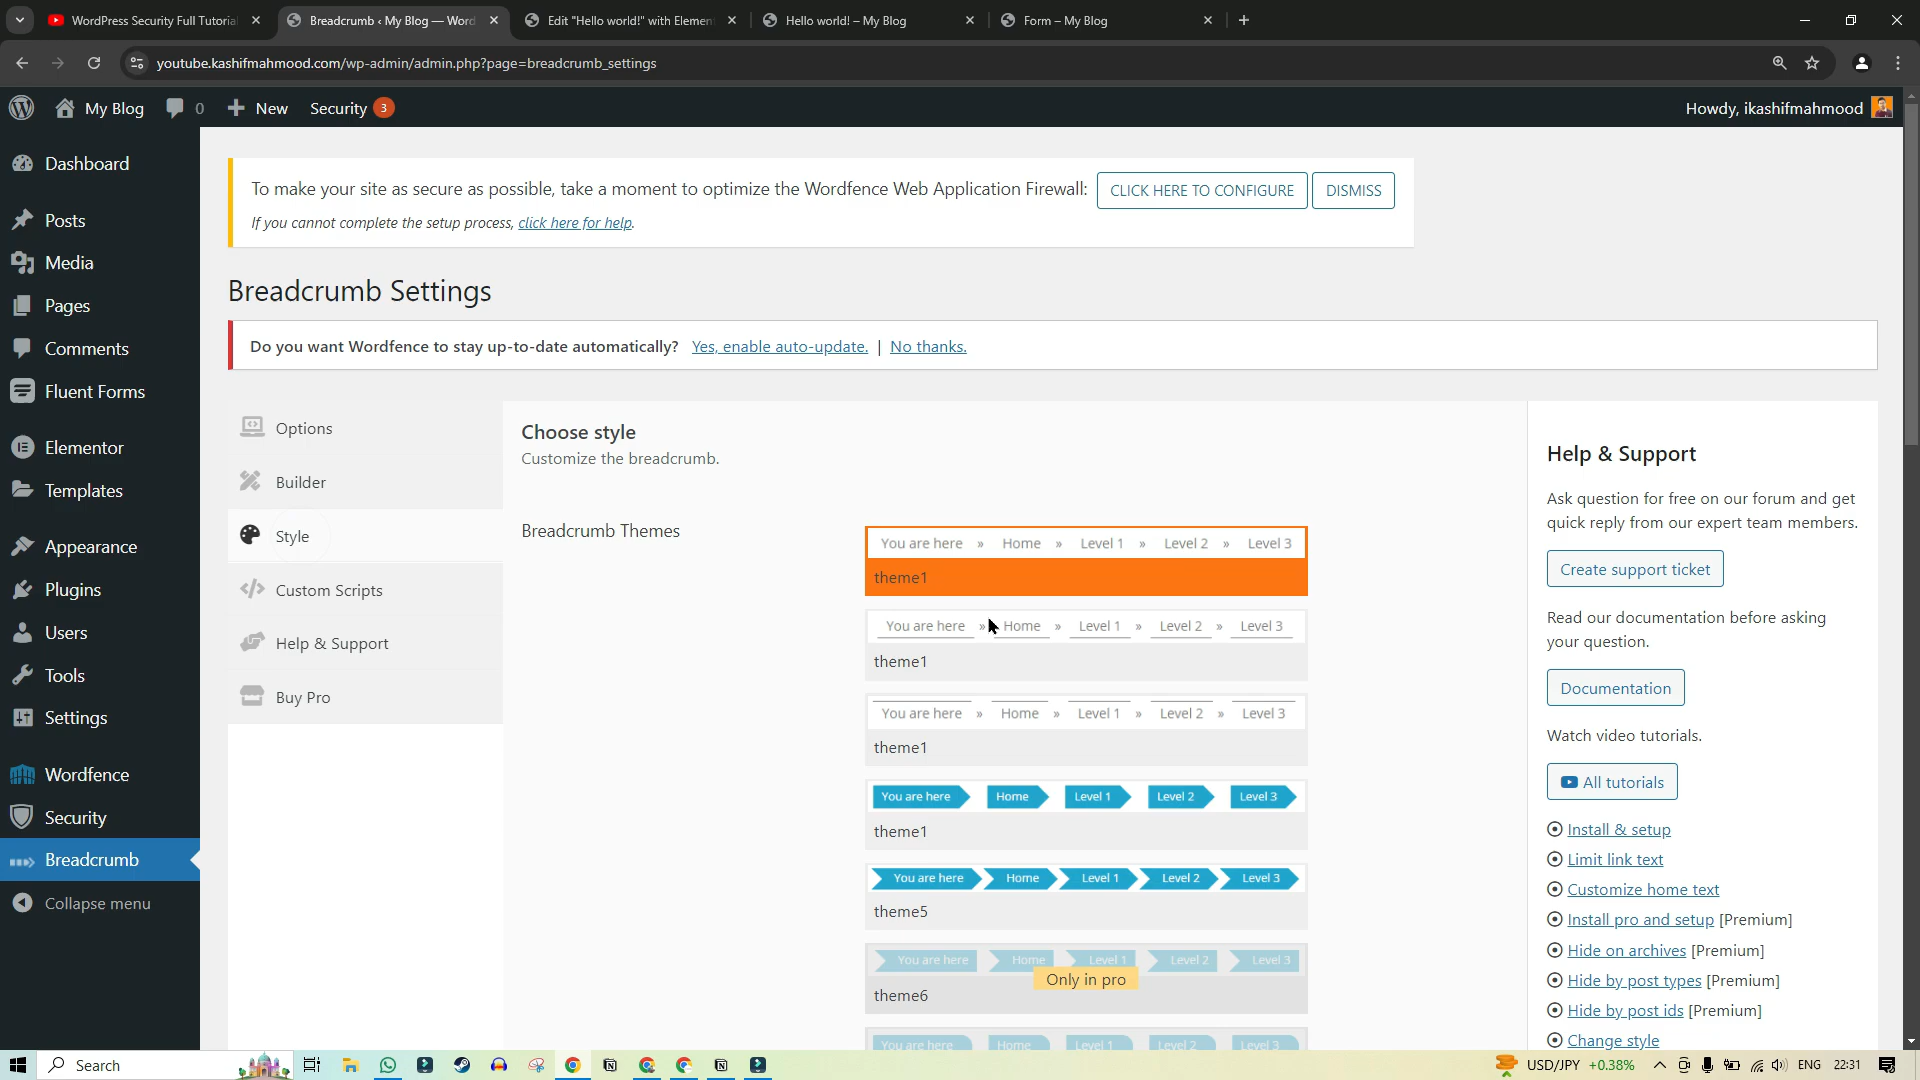 WordPress Security Full Tutorial
Breadcrumb ‹ My Blog — Word
Edit "Hello world!" with Elemen
Hello world! – My Blog
Form – My Blog
youtube.kashifmahmood.com/wp-admin/admin.php?page=breadcrumb_settings
My Blog
0
New
Security 3
Howdy, ikashifmahmood
Dashboard
Posts
Media
Pages
Comments
Fluent Forms
Elementor
Templates
Appearance
Plugins
Users
Tools
Settings
Wordfence
Security
Breadcrumb
Collapse menu
To make your site as secure as possible, take a moment to optimize the Wordfence Web Application Firewall: CLICK HERE TO CONFIGURE DISMISS
If you cannot complete the setup process, click here for help.
Breadcrumb Settings
Do you want Wordfence to stay up-to-date automatically? Yes, enable auto-update. | No thanks.
Options
Builder
Style
Custom Scripts
Help & Support
Buy Pro
Choose style
Customize the breadcrumb.
Breadcrumb Themes
You are here » Home » Level 1 » Level 2 » Level 3
theme1
You are here » Home » Level 1 » Level 2 » Level 3
theme1
You are here » Home » Level 1 » Level 2 » Level 3
theme1
You are here Home Level 1 Level 2 Level 3
theme1
You are here Home Level 1 Level 2 Level 3
theme5
You are here Home Level 1 Level 2 Level 3
Only in pro
theme6
You are here Home Level 1 Level 2 Level 3
Help & Support
Ask question for free on our forum and get
quick reply from our expert team members.
Create support ticket
Read our documentation before asking
your question.
Documentation
Watch video tutorials.
All tutorials
Install & setup
Limit link text
Customize home text
Install pro and setup [Premium]
Hide on archives [Premium]
Hide by post types [Premium]
Hide by post ids [Premium]
Change style
Search
USD/JPY +0.38%
ENG
22:31